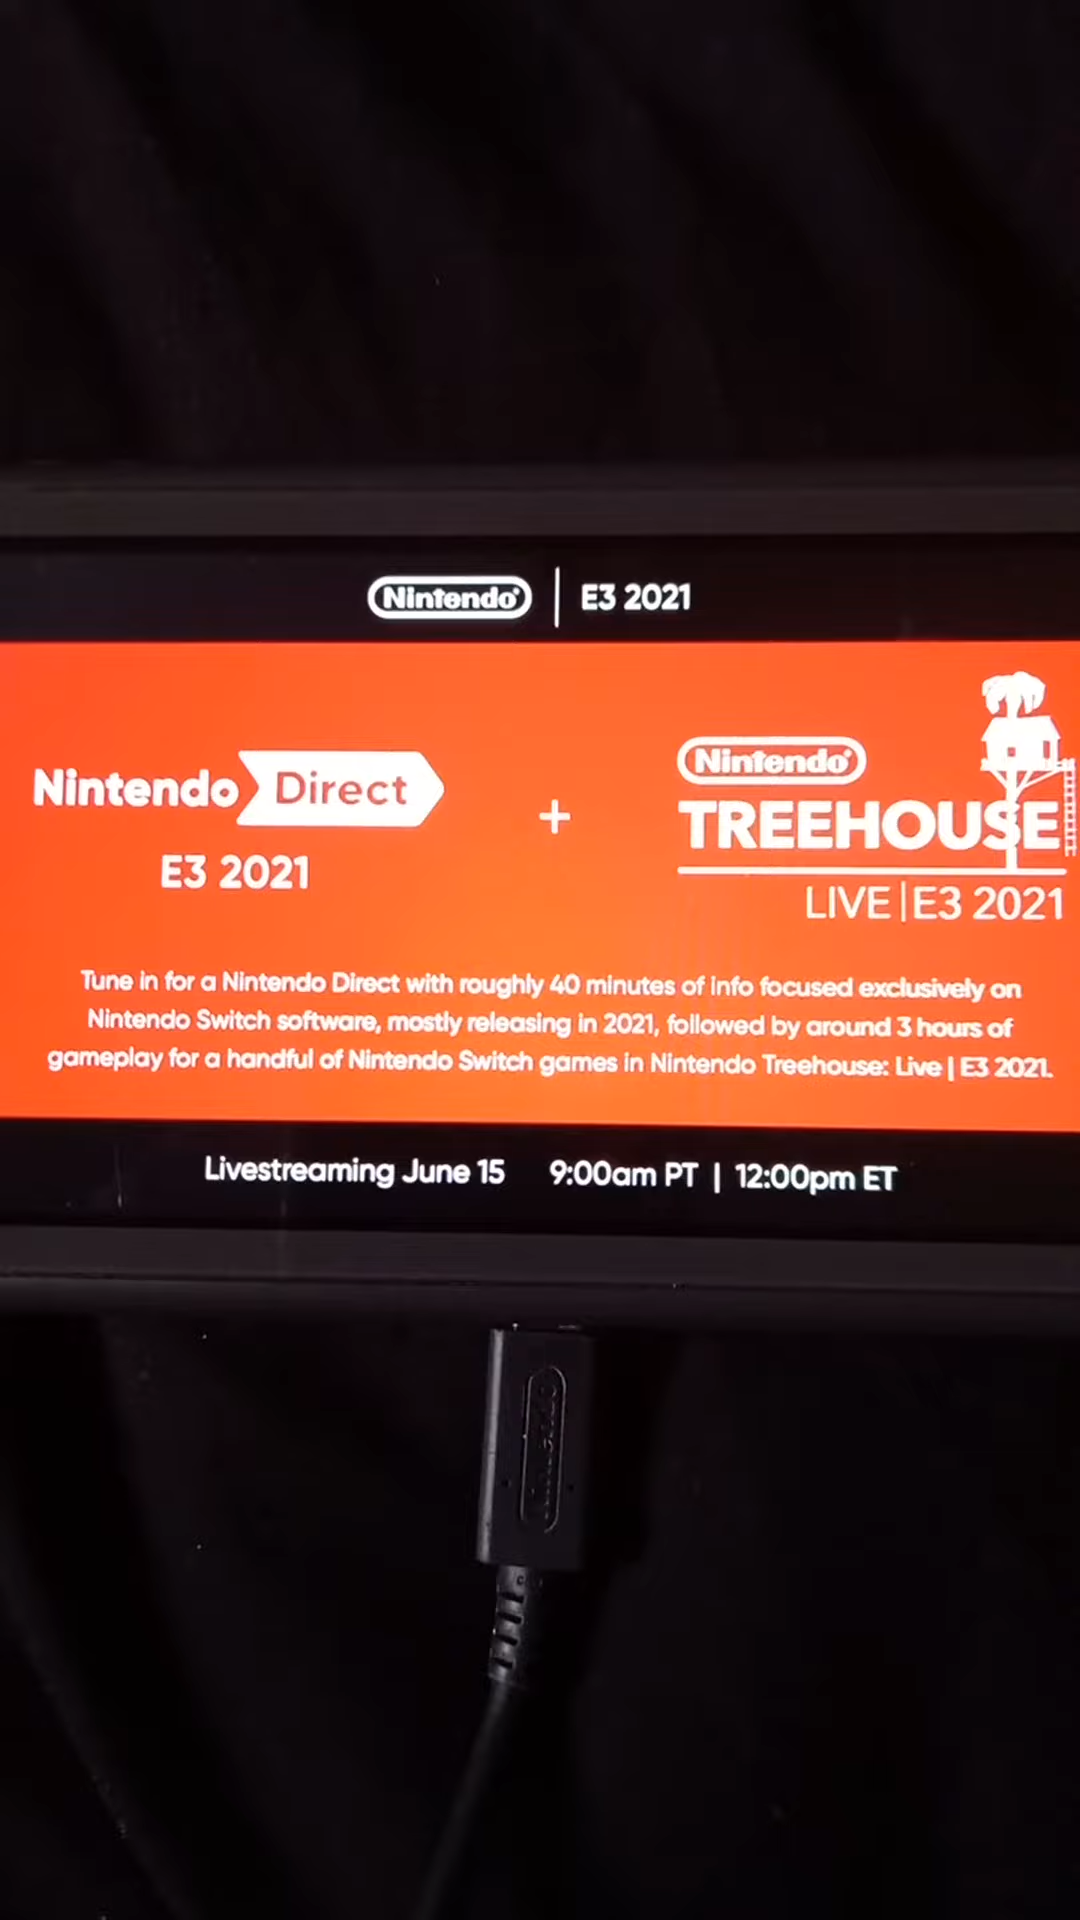 Nintendo | E3 2021
Nintendo Direct
E3 2021
+
Nintendo
TREEHOUSE
LIVE | E3 2021
Tune in for a Nintendo Direct with roughly 40 minutes of info focused exclusively on
Nintendo Switch software, mostly releasing in 2021, followed by around 3 hours of
gameplay for a handful of Nintendo Switch games in Nintendo Treehouse: Live | E3 2021.
Livestreaming June 15 9:00am PT | 12:00pm ET
Nintendo